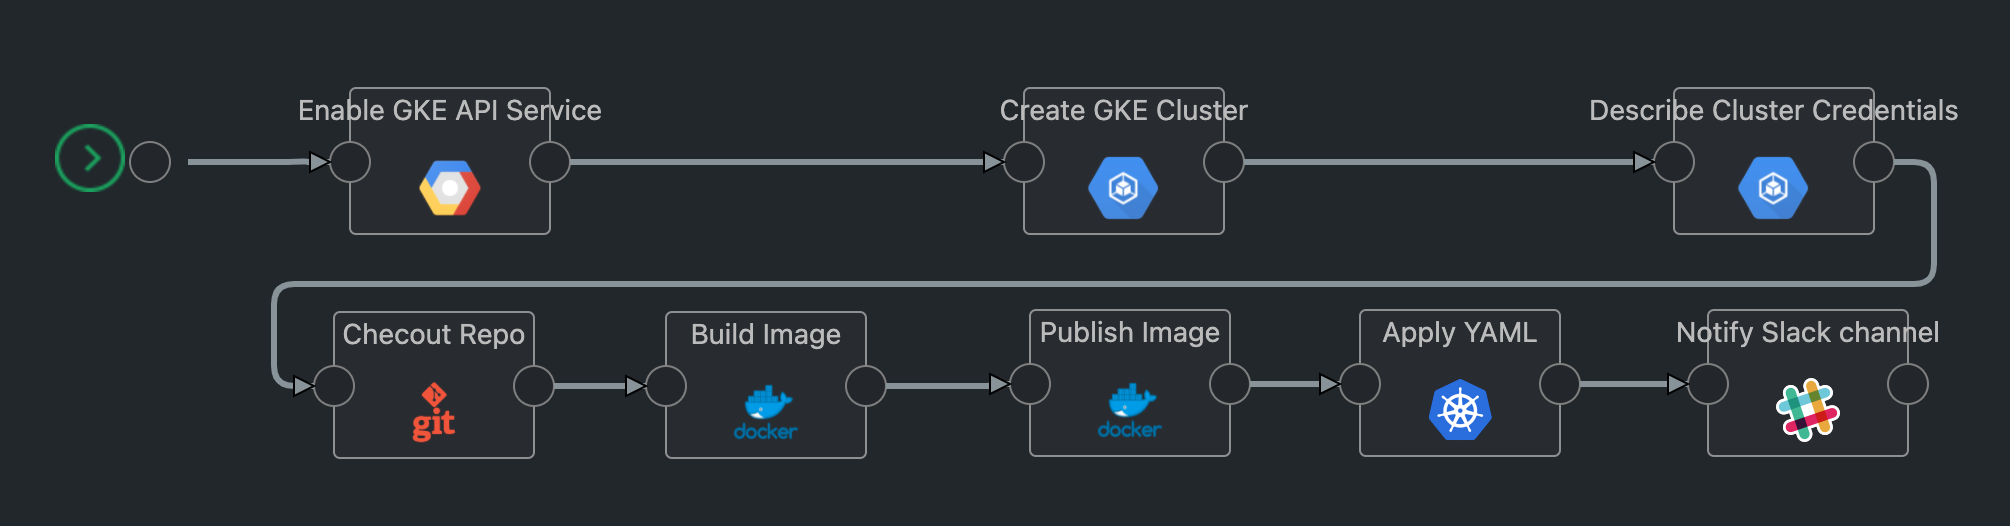 Enable GKE API Service
Create GKE Cluster
Describe Cluster Credentials
Checout Repo
git
Build Image
docker
Publish Image
docker
Apply YAML
Notify Slack channel